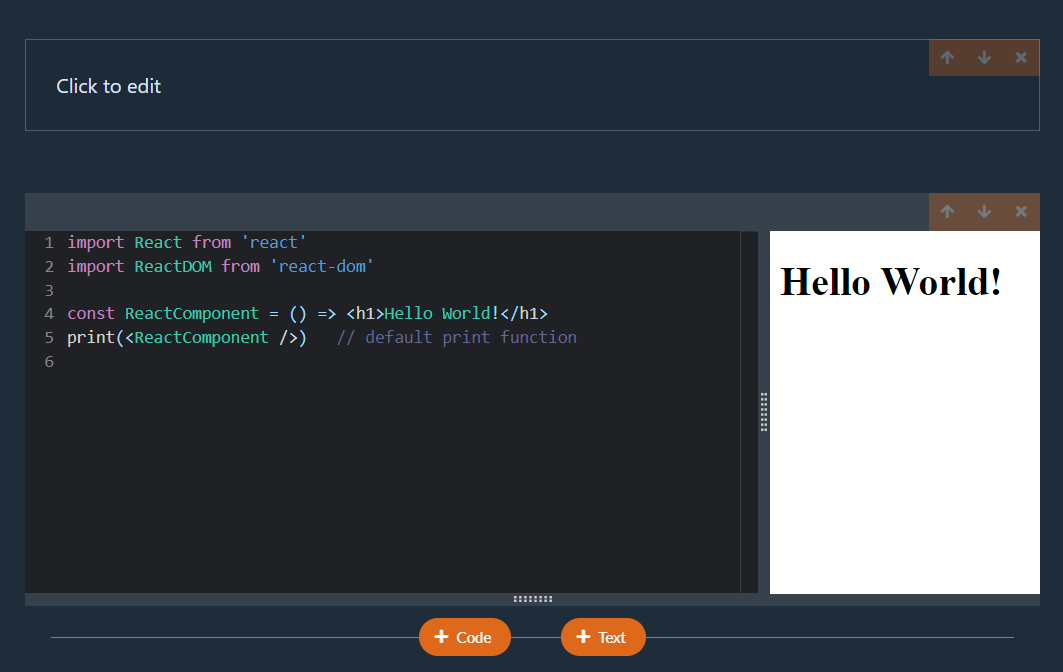 Click to edit
1 import React from 'react'
2 import ReactDOM from 'react-dom'
3
4 const ReactComponent = () => <h1>Hello World!</h1>
5 print(<ReactComponent />)   // default print function
6
Hello World!
+ Code
+ Text